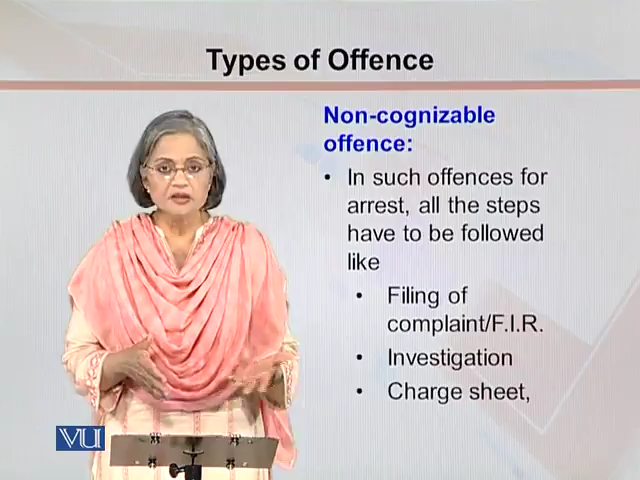 Types of Offence
Non-cognizable
offence:
• In such offences for
arrest, all the steps
have to be followed
like
• Filing of
complaint/F.I.R.
• Investigation
• Charge sheet,
VU